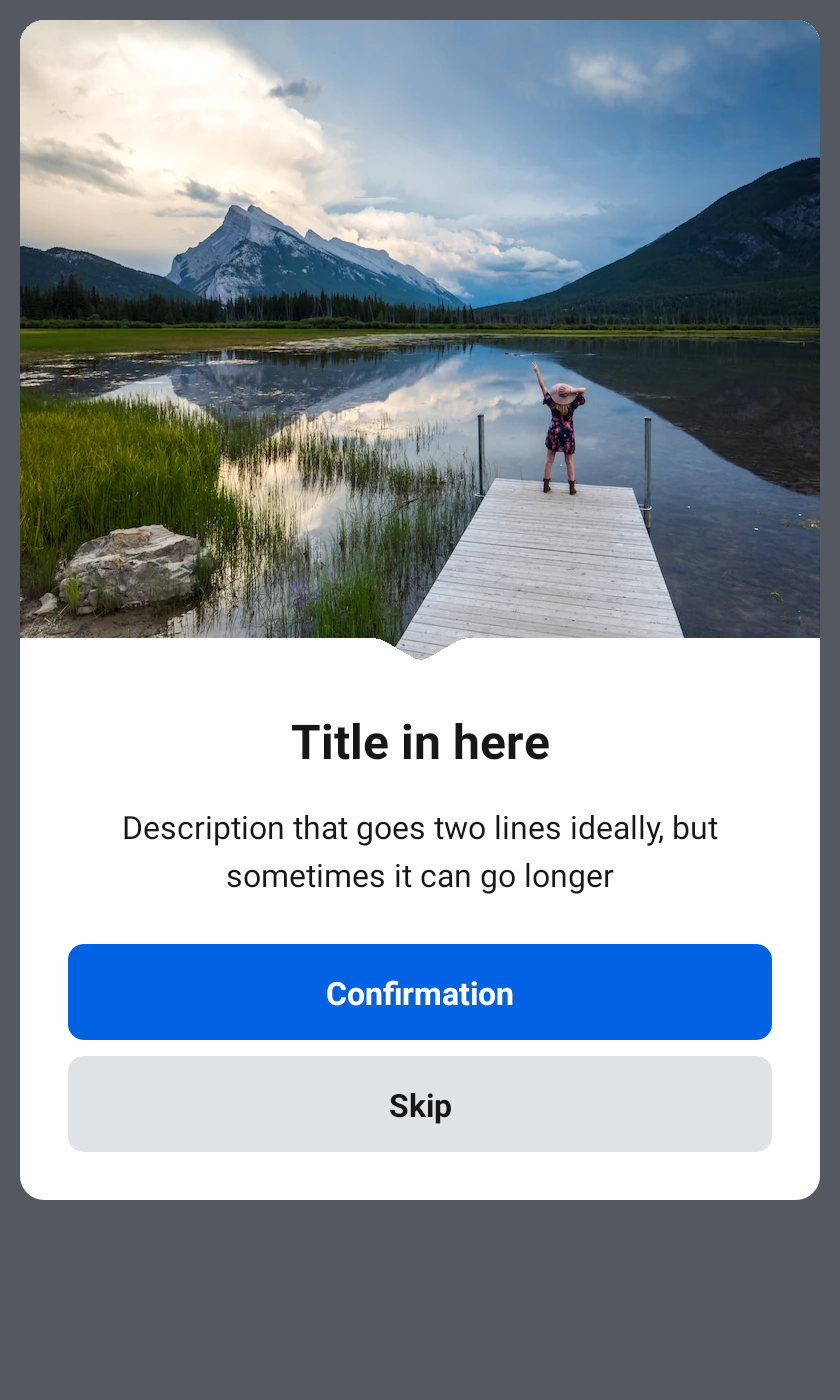 Title in here
Description that goes two lines ideally, but
sometimes it can go longer
Confirmation
Skip